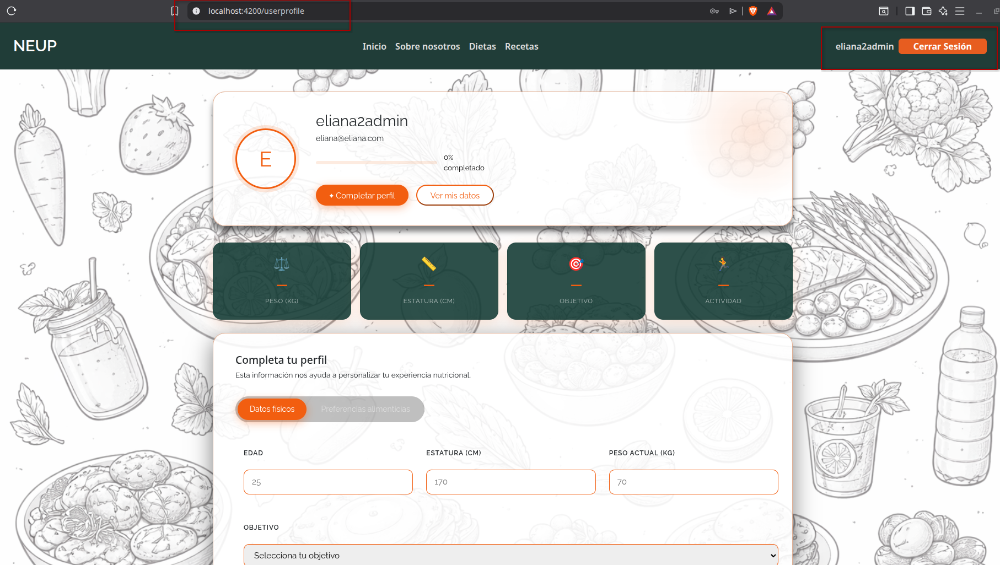 localhost:4200/userprofile
NEUP
Inicio Sobre nosotros Dietas Recetas
eliana2admin Cerrar Sesión
E
eliana2admin
eliana@eliana.com
0%
completado
✦ Completar perfil Ver mis datos
PESO (KG) ESTATURA (CM) OBJETIVO ACTIVIDAD
Completa tu perfil
Esta información nos ayuda a personalizar tu experiencia nutricional.
Datos físicos Preferencias alimenticias
EDAD ESTATURA (CM) PESO ACTUAL (KG)
25 170 70
OBJETIVO
Selecciona tu objetivo